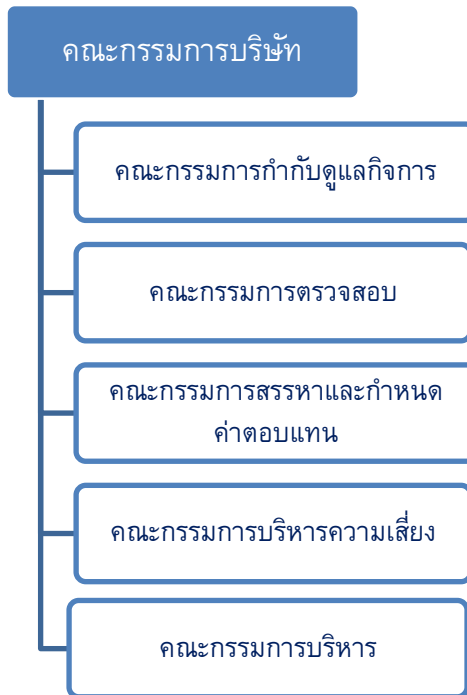 คณะกรรมการบริษัท
คณะกรรมการกำกับดูแลกิจการ
คณะกรรมการตรวจสอบ
คณะกรรมการสรรหาและกำหนด
ค่าตอบแทน
คณะกรรมการบริหารความเสี่ยง
คณะกรรมการบริหาร